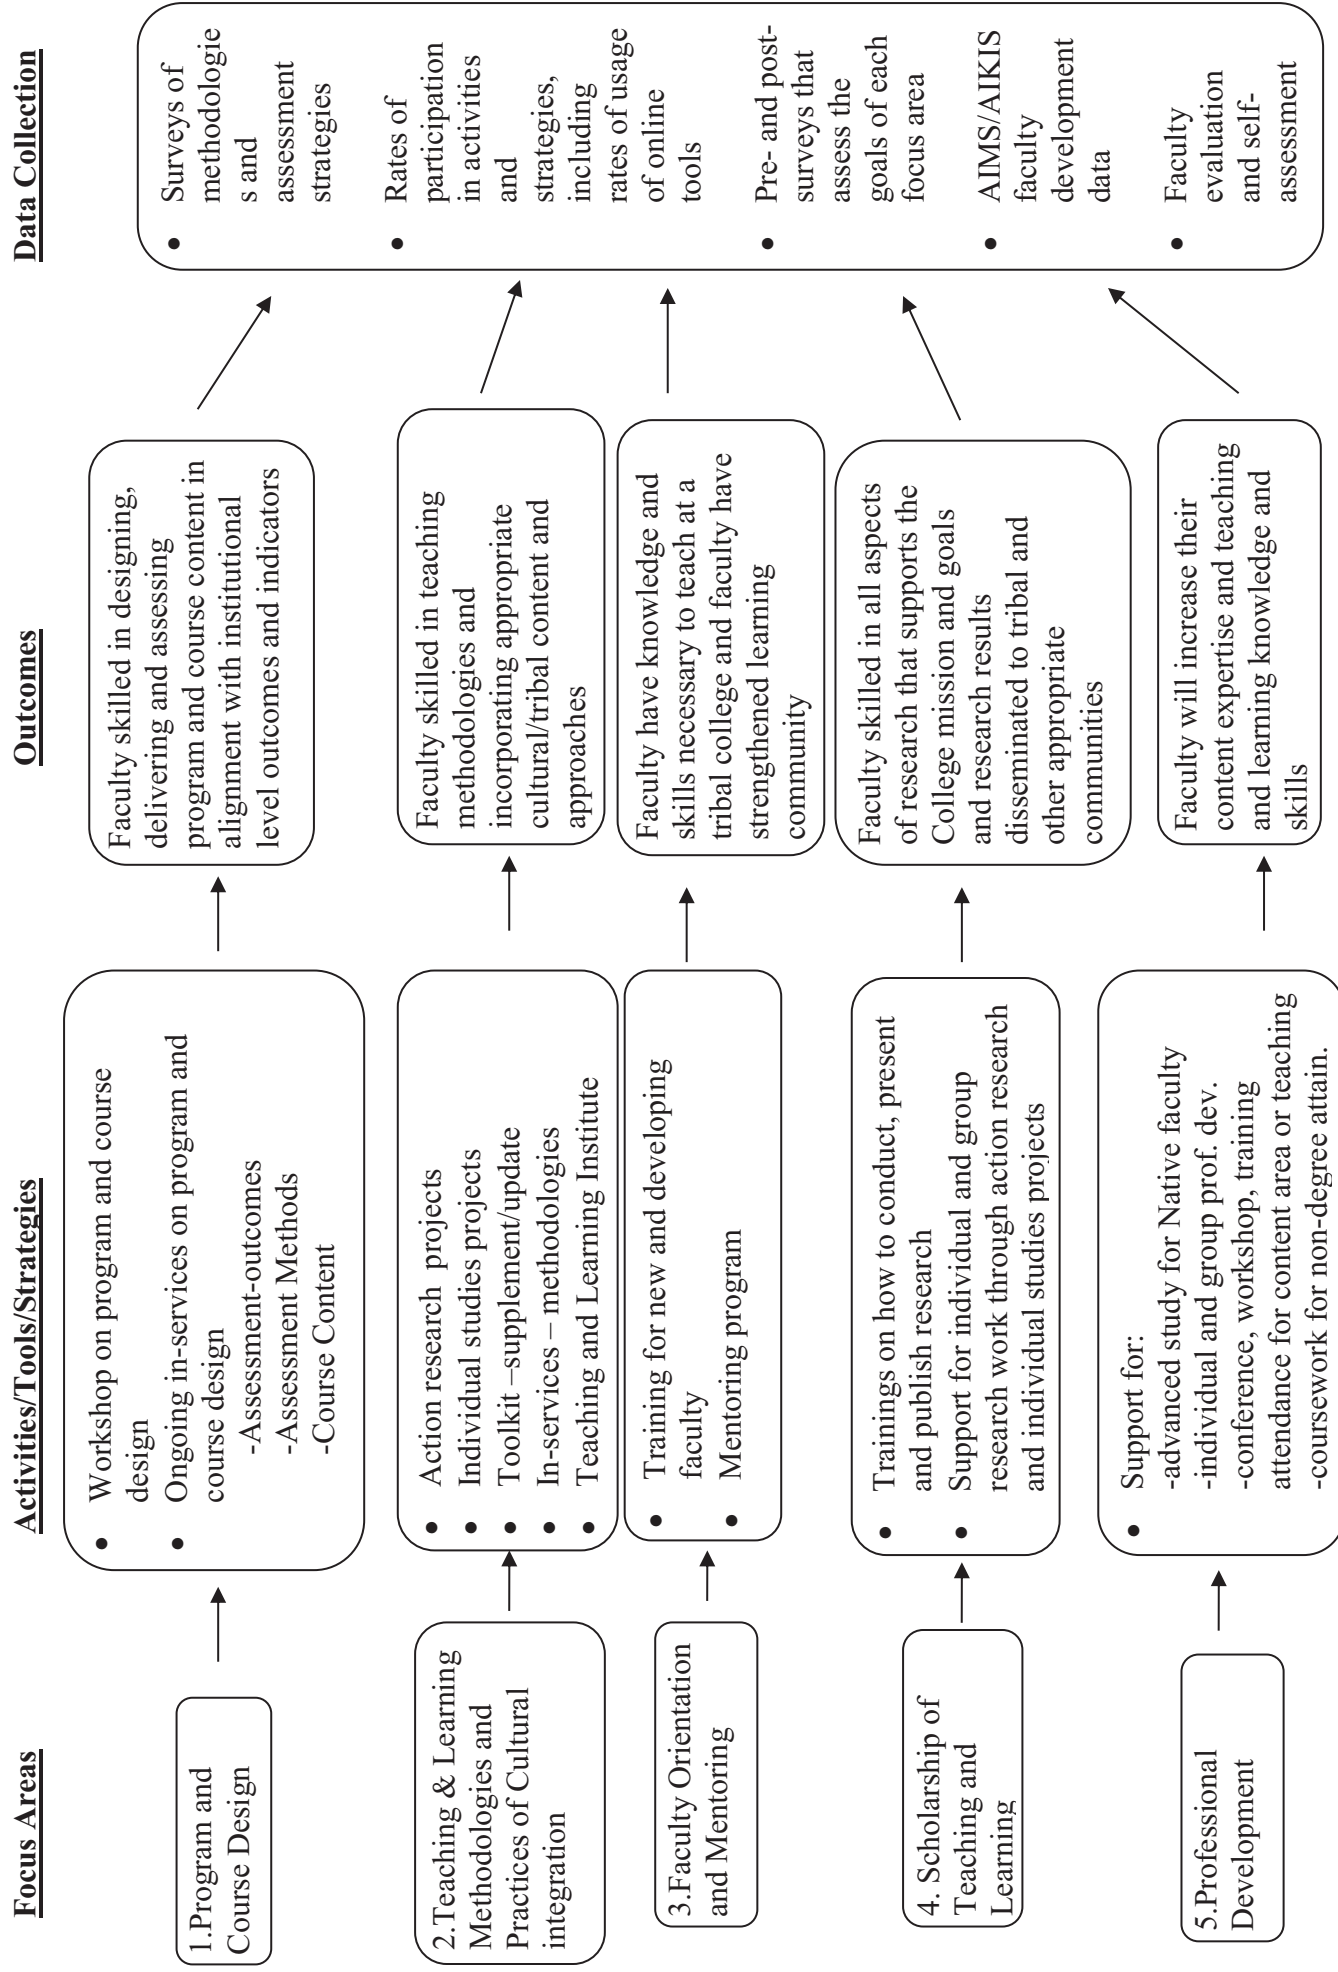 Focus Areas
Activities/Tools/Strategies
Outcomes
Data Collection
1.Program and
Course Design
• Workshop on program and course
design
• Ongoing in-services on program and
course design
-Assessment-outcomes
-Assessment Methods
-Course Content
Faculty skilled in designing,
delivering and assessing
program and course content in
alignment with institutional
level outcomes and indicators
2.Teaching & Learning
Methodologies and
Practices of Cultural
integration
• Action research projects
• Individual studies projects
• Toolkit –supplement/update
• In-services – methodologies
• Teaching and Learning Institute
Faculty skilled in teaching
methodologies and
incorporating appropriate
cultural/tribal content and
approaches
3.Faculty Orientation
and Mentoring
• Training for new and developing
faculty
• Mentoring program
Faculty have knowledge and
skills necessary to teach at a
tribal college and faculty have
strengthened learning
community
4. Scholarship of
Teaching and
Learning
• Trainings on how to conduct, present
and publish research
• Support for individual and group
research work through action research
and individual studies projects
Faculty skilled in all aspects
of research that supports the
College mission and goals
and research results
disseminated to tribal and
other appropriate
communities
5.Professional
Development
• Support for:
-advanced study for Native faculty
-individual and group prof. dev.
-conference, workshop, training
attendance for content area or teaching
-coursework for non-degree attain.
Faculty will increase their
content expertise and teaching
and learning knowledge and
skills
• Surveys of
methodologie
s and
assessment
strategies
• Rates of
participation
in activities
and
strategies,
including
rates of usage
of online
tools
• Pre- and post-
surveys that
assess the
goals of each
focus area
• AIMS/AIKIS
faculty
development
data
• Faculty
evaluation
and self-
assessment